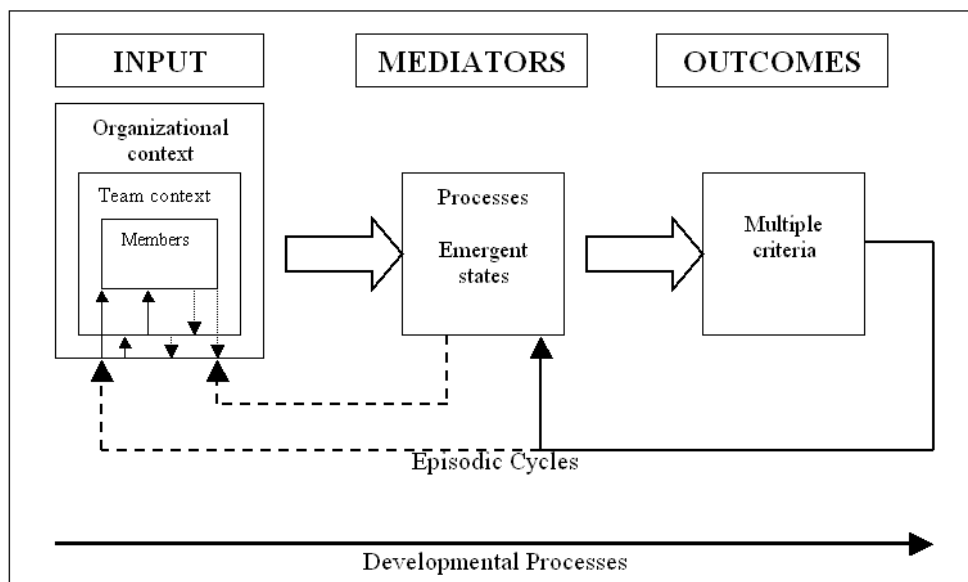 INPUT
MEDIATORS
OUTCOMES
Organizational
context
Team context
Members
Processes
Emergent
states
Multiple
criteria
Episodic Cycles
Developmental Processes